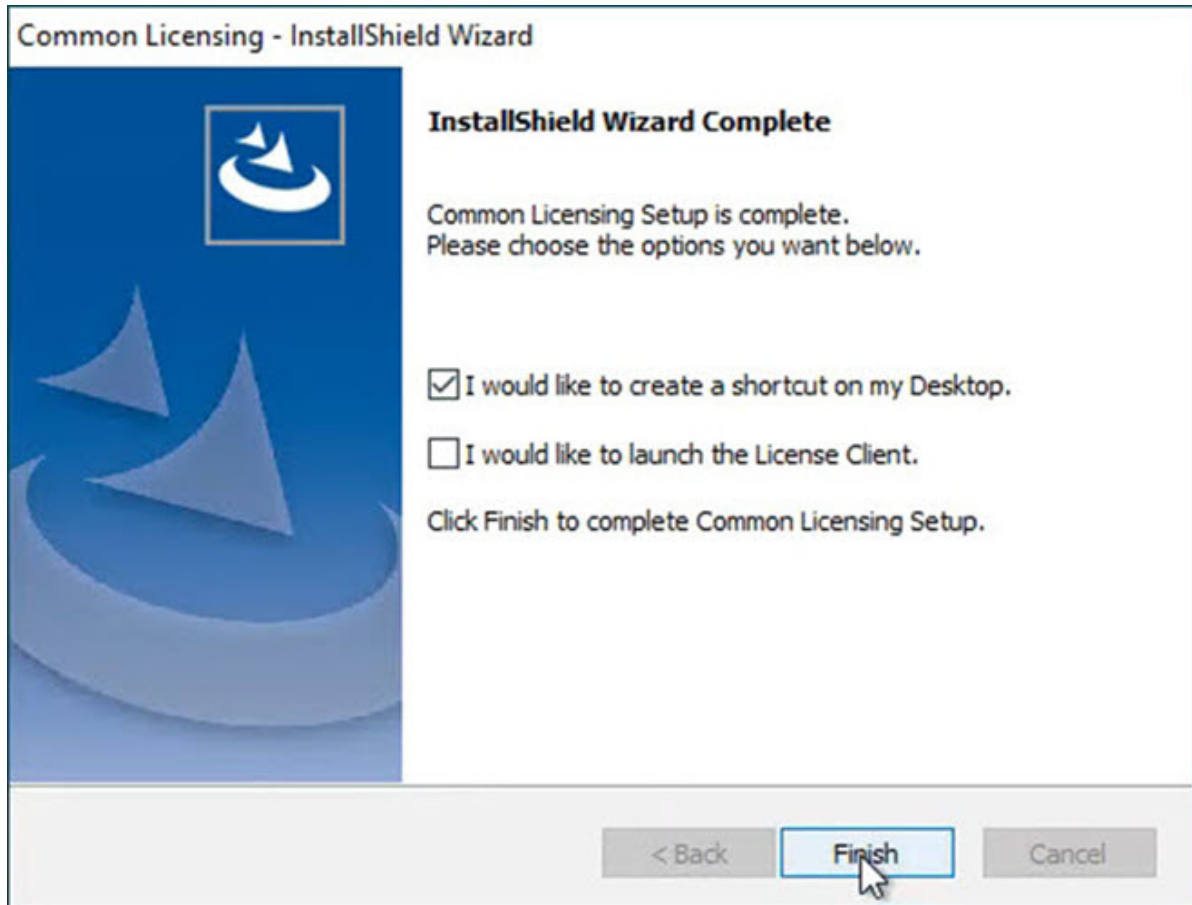 Common Licensing - InstallShield Wizard
InstallShield Wizard Complete
Common Licensing Setup is complete.
Please choose the options you want below.
I would like to create a shortcut on my Desktop.
I would like to launch the License Client.
Click Finish to complete Common Licensing Setup.
< Back
Finish
Cancel